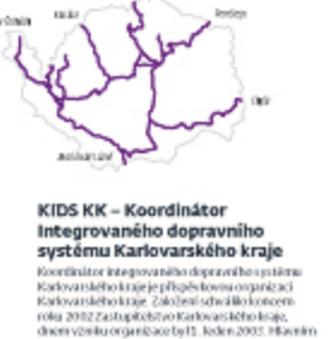 KIDS KK – Koordinátor
Integrovaného dopravního
systému Karlovarského kraje
Koordinátor integrovaného dopravního systému
Karlovarského kraje je příspěvkovou organizací
Karlovarského kraje. Založení schválilo koncem
roku 2002 Zastupitelstvo Karlovarského kraje,
dnem vzniku organizace byl 1. leden 2003. Hlavním